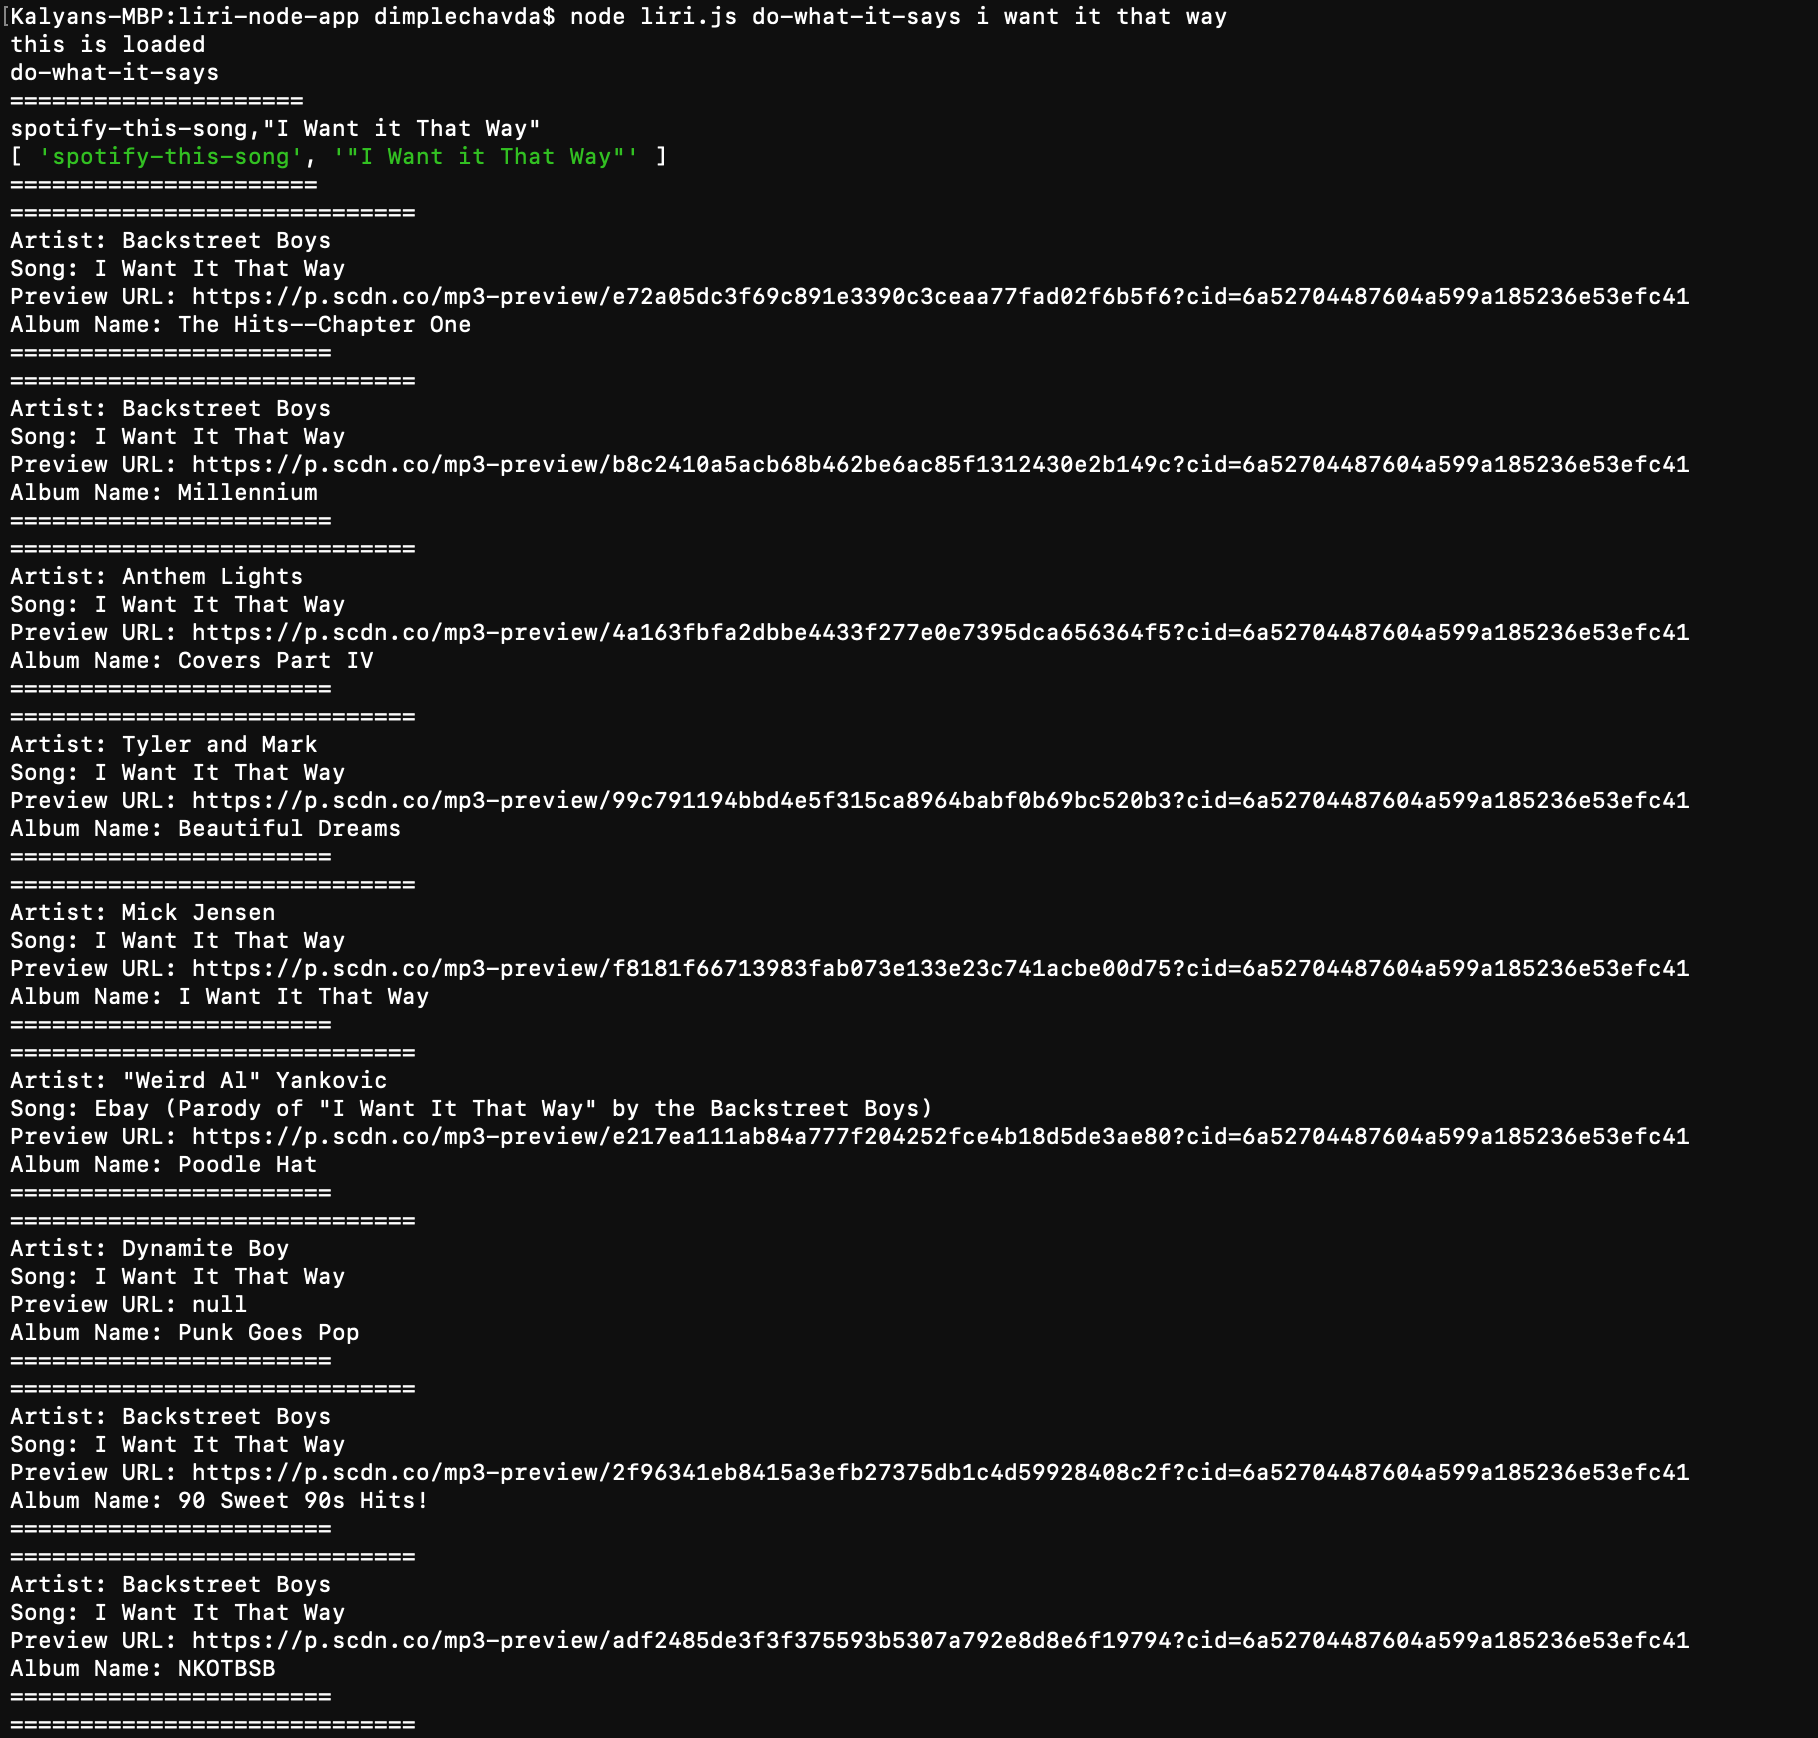 [Kalyans-MBP:liri-node-app dimplechavda$ node liri.js do-what-it-says i want it that way
this is loaded
do-what-it-says
=====================
spotify-this-song,"I Want it That Way"
[ 'spotify-this-song', '"I Want it That Way"' ]
======================
=============================
Artist: Backstreet Boys
Song: I Want It That Way
Preview URL: https://p.scdn.co/mp3-preview/e72a05dc3f69c891e3390c3ceaa77fad02f6b5f6?cid=6a52704487604a599a185236e53efc41
Album Name: The Hits--Chapter One
=======================
=============================
Artist: Backstreet Boys
Song: I Want It That Way
Preview URL: https://p.scdn.co/mp3-preview/b8c2410a5acb68b462be6ac85f1312430e2b149c?cid=6a52704487604a599a185236e53efc41
Album Name: Millennium
=======================
=============================
Artist: Anthem Lights
Song: I Want It That Way
Preview URL: https://p.scdn.co/mp3-preview/4a163fbfa2dbbe4433f277e0e7395dca656364f5?cid=6a52704487604a599a185236e53efc41
Album Name: Covers Part IV
=======================
=============================
Artist: Tyler and Mark
Song: I Want It That Way
Preview URL: https://p.scdn.co/mp3-preview/99c791194bbd4e5f315ca8964babf0b69bc520b3?cid=6a52704487604a599a185236e53efc41
Album Name: Beautiful Dreams
=======================
=============================
Artist: Mick Jensen
Song: I Want It That Way
Preview URL: https://p.scdn.co/mp3-preview/f8181f66713983fab073e133e23c741acbe00d75?cid=6a52704487604a599a185236e53efc41
Album Name: I Want It That Way
=======================
=============================
Artist: "Weird Al" Yankovic
Song: Ebay (Parody of "I Want It That Way" by the Backstreet Boys)
Preview URL: https://p.scdn.co/mp3-preview/e217ea111ab84a777f204252fce4b18d5de3ae80?cid=6a52704487604a599a185236e53efc41
Album Name: Poodle Hat
=======================
=============================
Artist: Dynamite Boy
Song: I Want It That Way
Preview URL: null
Album Name: Punk Goes Pop
=======================
=============================
Artist: Backstreet Boys
Song: I Want It That Way
Preview URL: https://p.scdn.co/mp3-preview/2f96341eb8415a3efb27375db1c4d59928408c2f?cid=6a52704487604a599a185236e53efc41
Album Name: 90 Sweet 90s Hits!
=======================
=============================
Artist: Backstreet Boys
Song: I Want It That Way
Preview URL: https://p.scdn.co/mp3-preview/adf2485de3f3f375593b5307a792e8d8e6f19794?cid=6a52704487604a599a185236e53efc41
Album Name: NKOTBSB
=======================
=============================